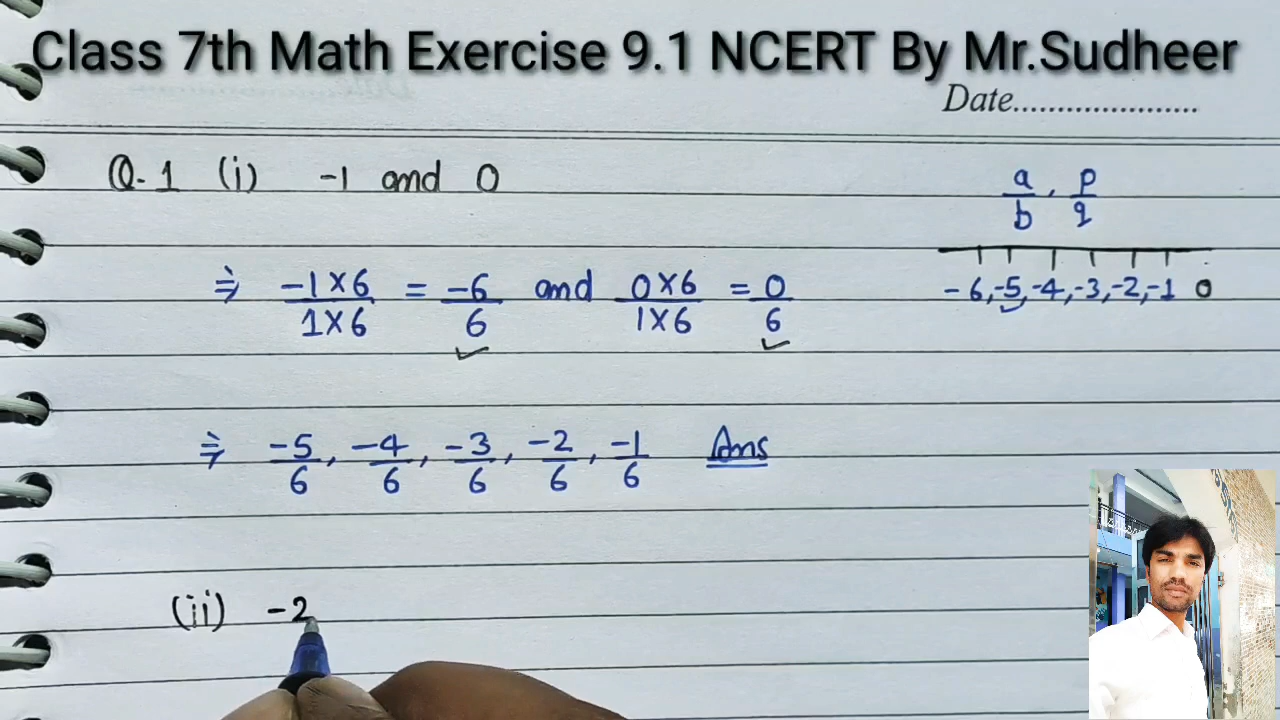 Class 7th Math Exercise 9.1 NCERT By Mr.Sudheer
Date.....................
Q.1 (i) -1 and 0
a/b, p/q
-6,-5,-4,-3,-2,-1 0
⇒ -1×6/1×6 = -6/6 and 0×6/1×6 = 0/6
⇒ -5/6, -4/6, -3/6, -2/6, -1/6 Ans
(ii) -2